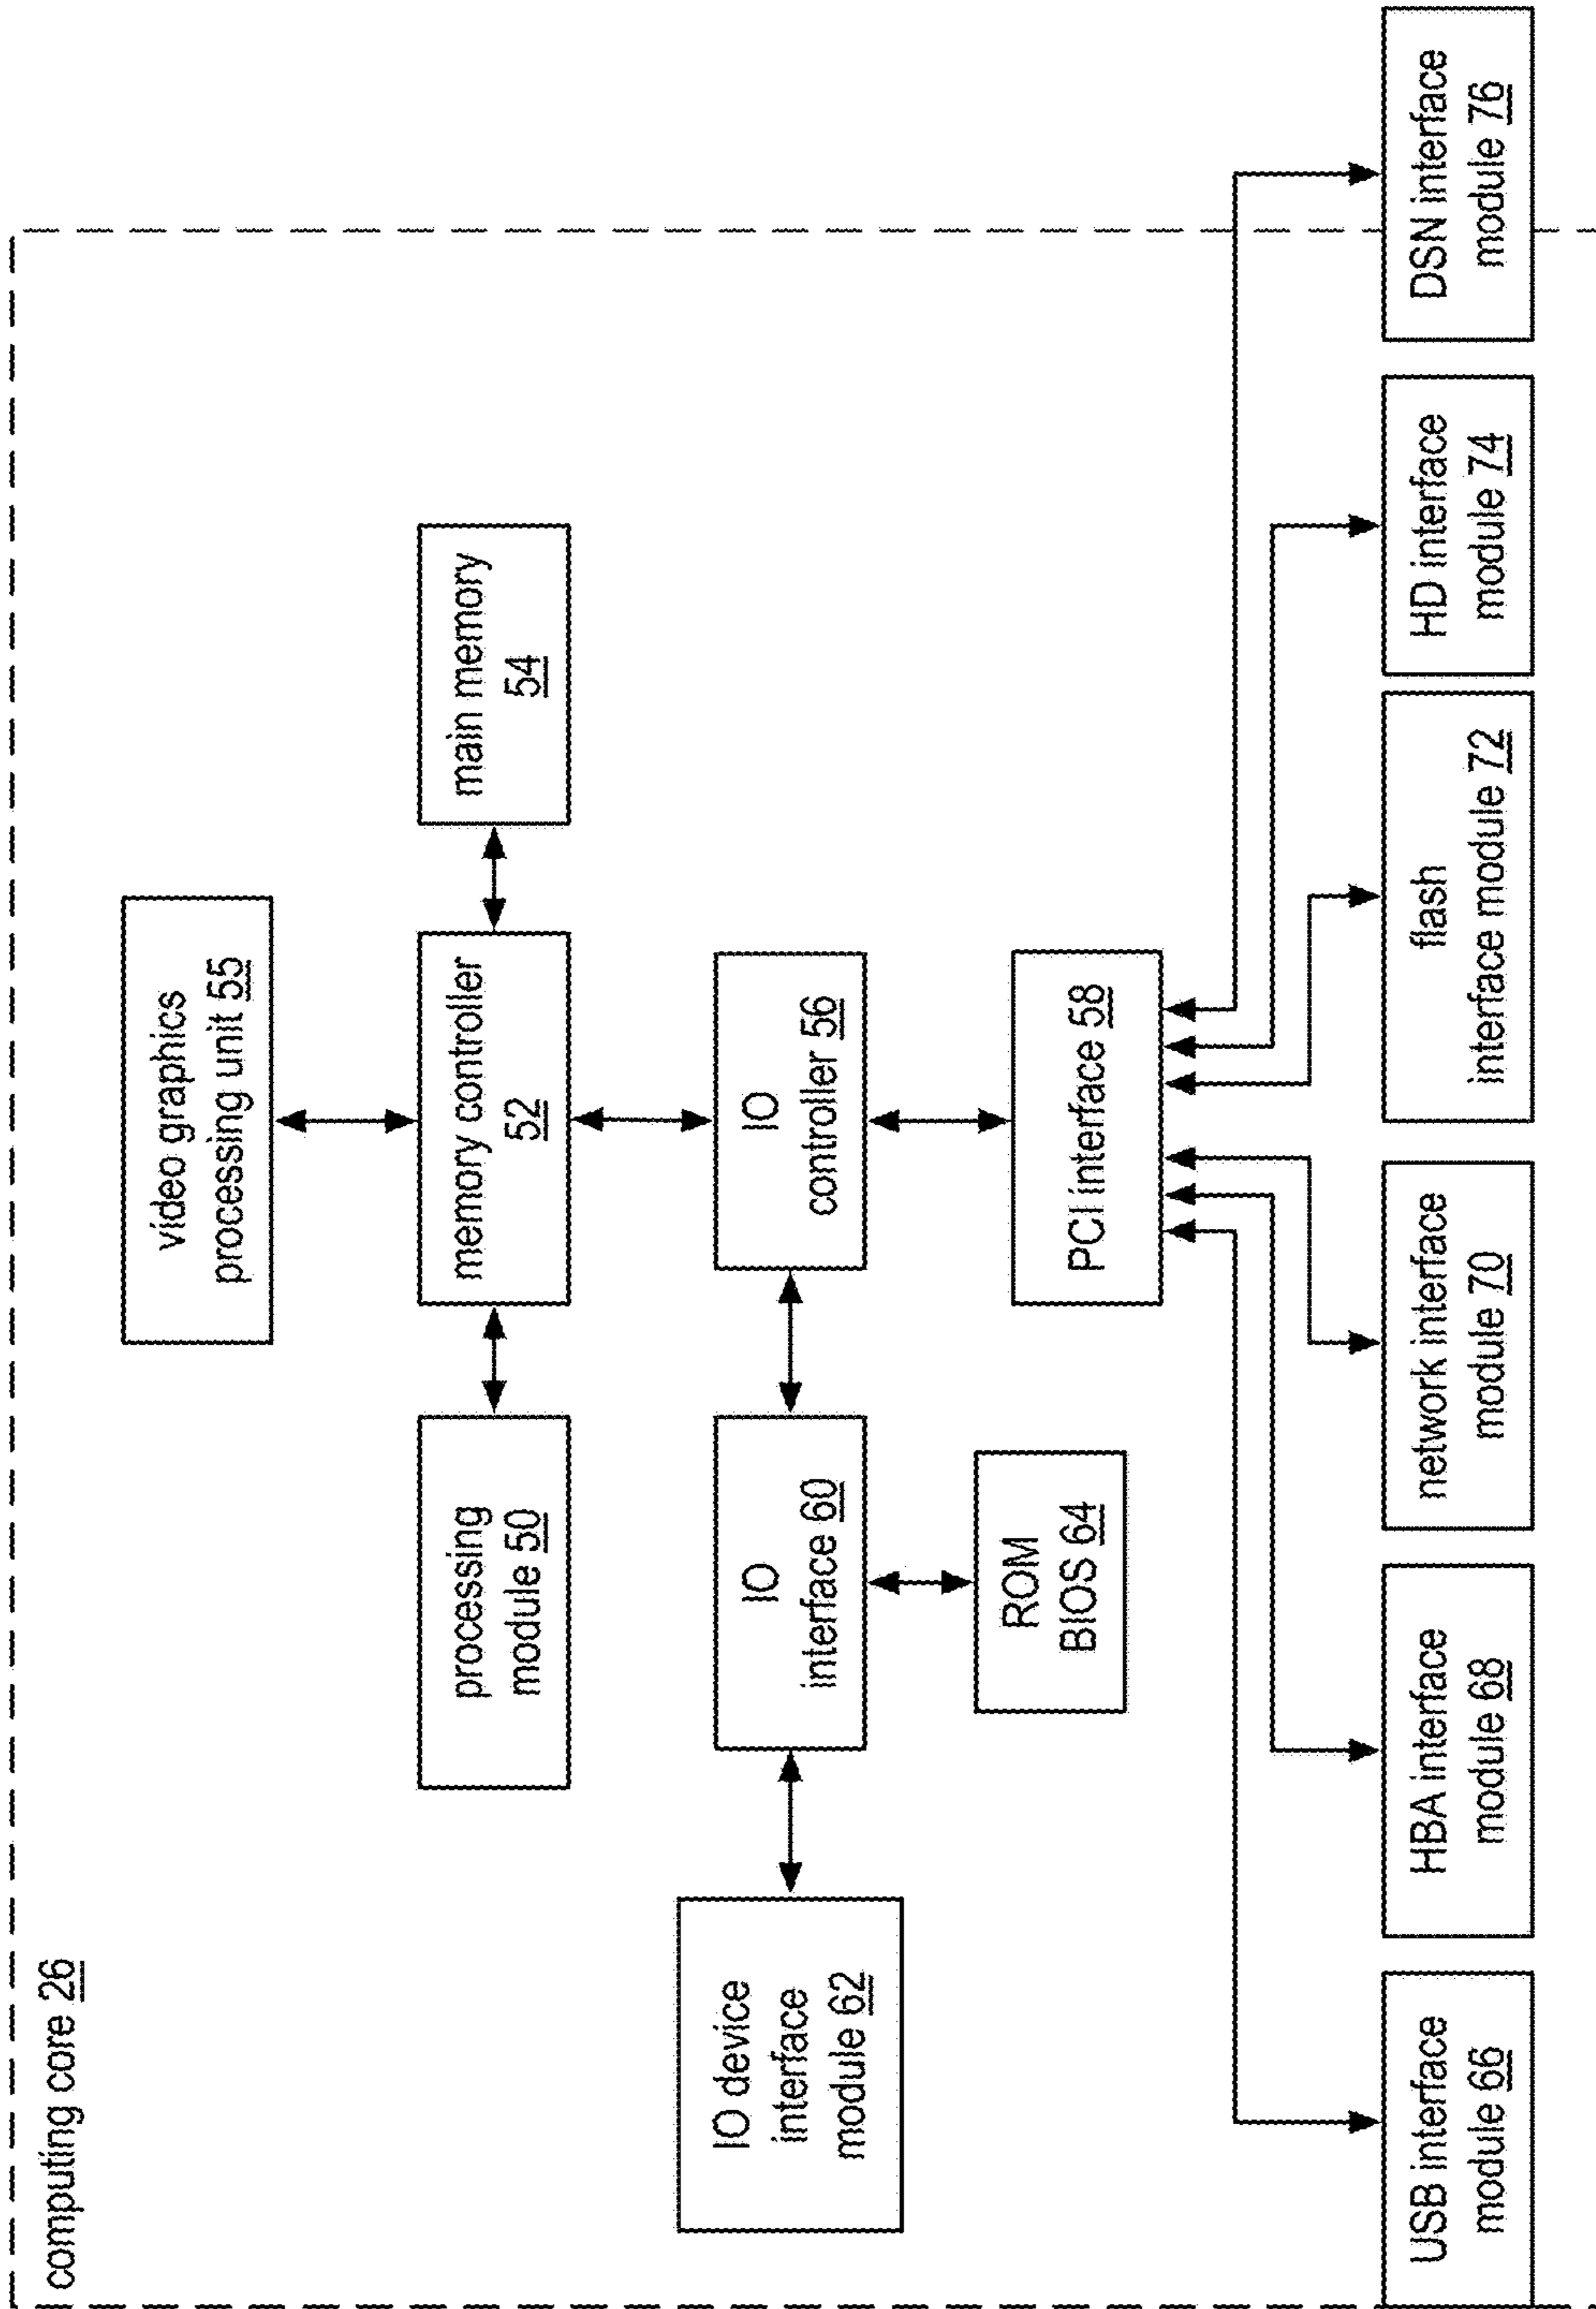 computing core 26
video graphics
processing unit 55
processing
module 50
memory controller
52
main memory
54
IO device
interface
module 62
IO
interface 60
IO
controller 56
ROM
BIOS 64
PCI interface 58
USB interface
module 66
HBA interface
module 68
network interface
module 70
flash
interface module 72
HD interface
module 74
DSN interface
module 76